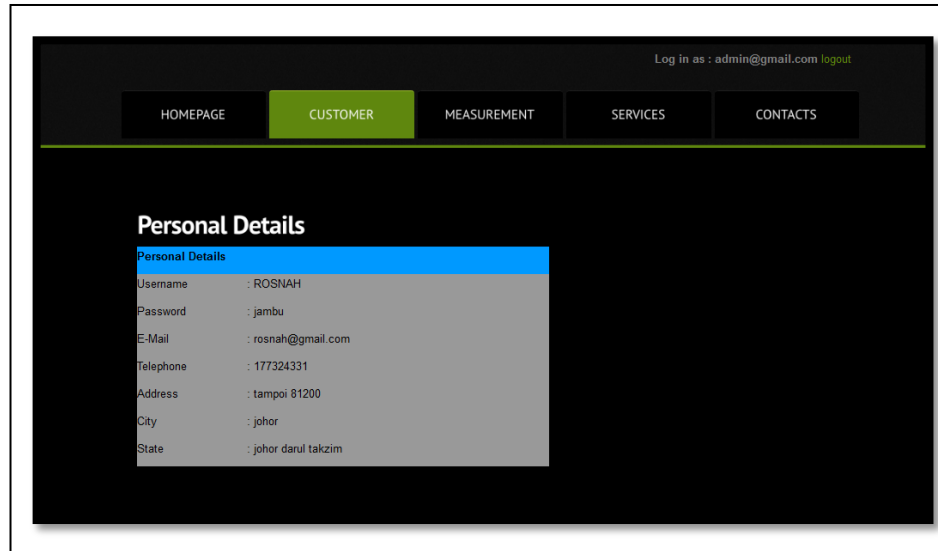 Log in as : admin@gmail.com logout
HOMEPAGE CUSTOMER MEASUREMENT SERVICES CONTACTS
Personal Details
Personal Details
Username : ROSNAH
Password : jambu
E-Mail : rosnah@gmail.com
Telephone : 177324331
Address : tampoi 81200
City : johor
State : johor darul takzim